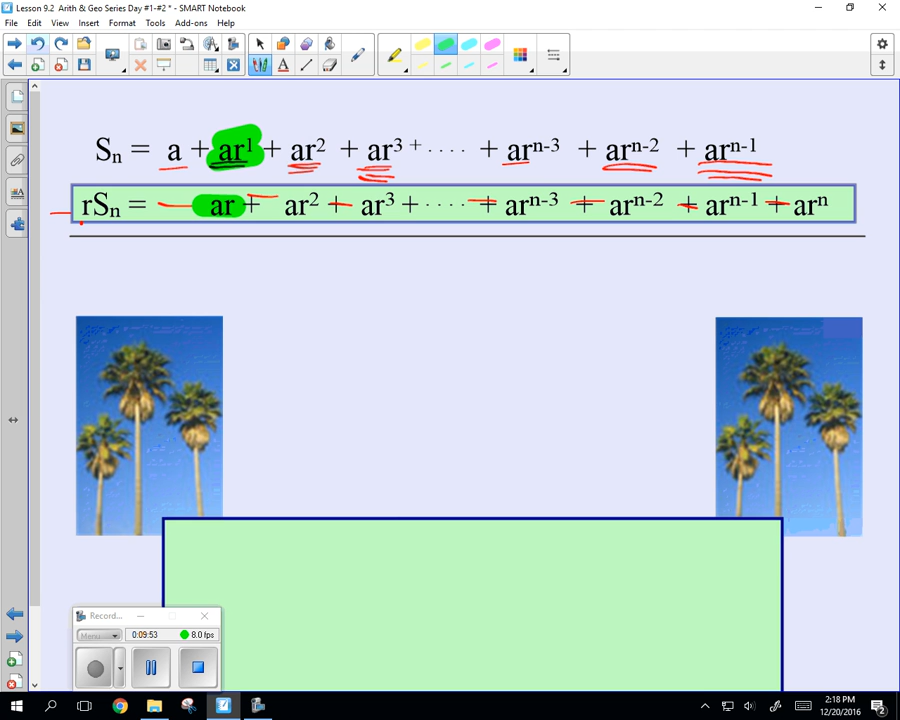 Lesson 9.2 Arith & Geo Series Day #1-#2 * - SMART Notebook
File Edit View Insert Format Tools Add-ons Help
Sₙ = a + ar¹ + ar² + ar³ + · · · · + arⁿ⁻³ + arⁿ⁻² + arⁿ⁻¹
rSₙ = ar + ar² + ar³ + · · · · + arⁿ⁻³ + arⁿ⁻² + arⁿ⁻¹ + arⁿ
Record...
Menu 0:09:53 8.0 fps
2:18 PM
12/20/2016
2